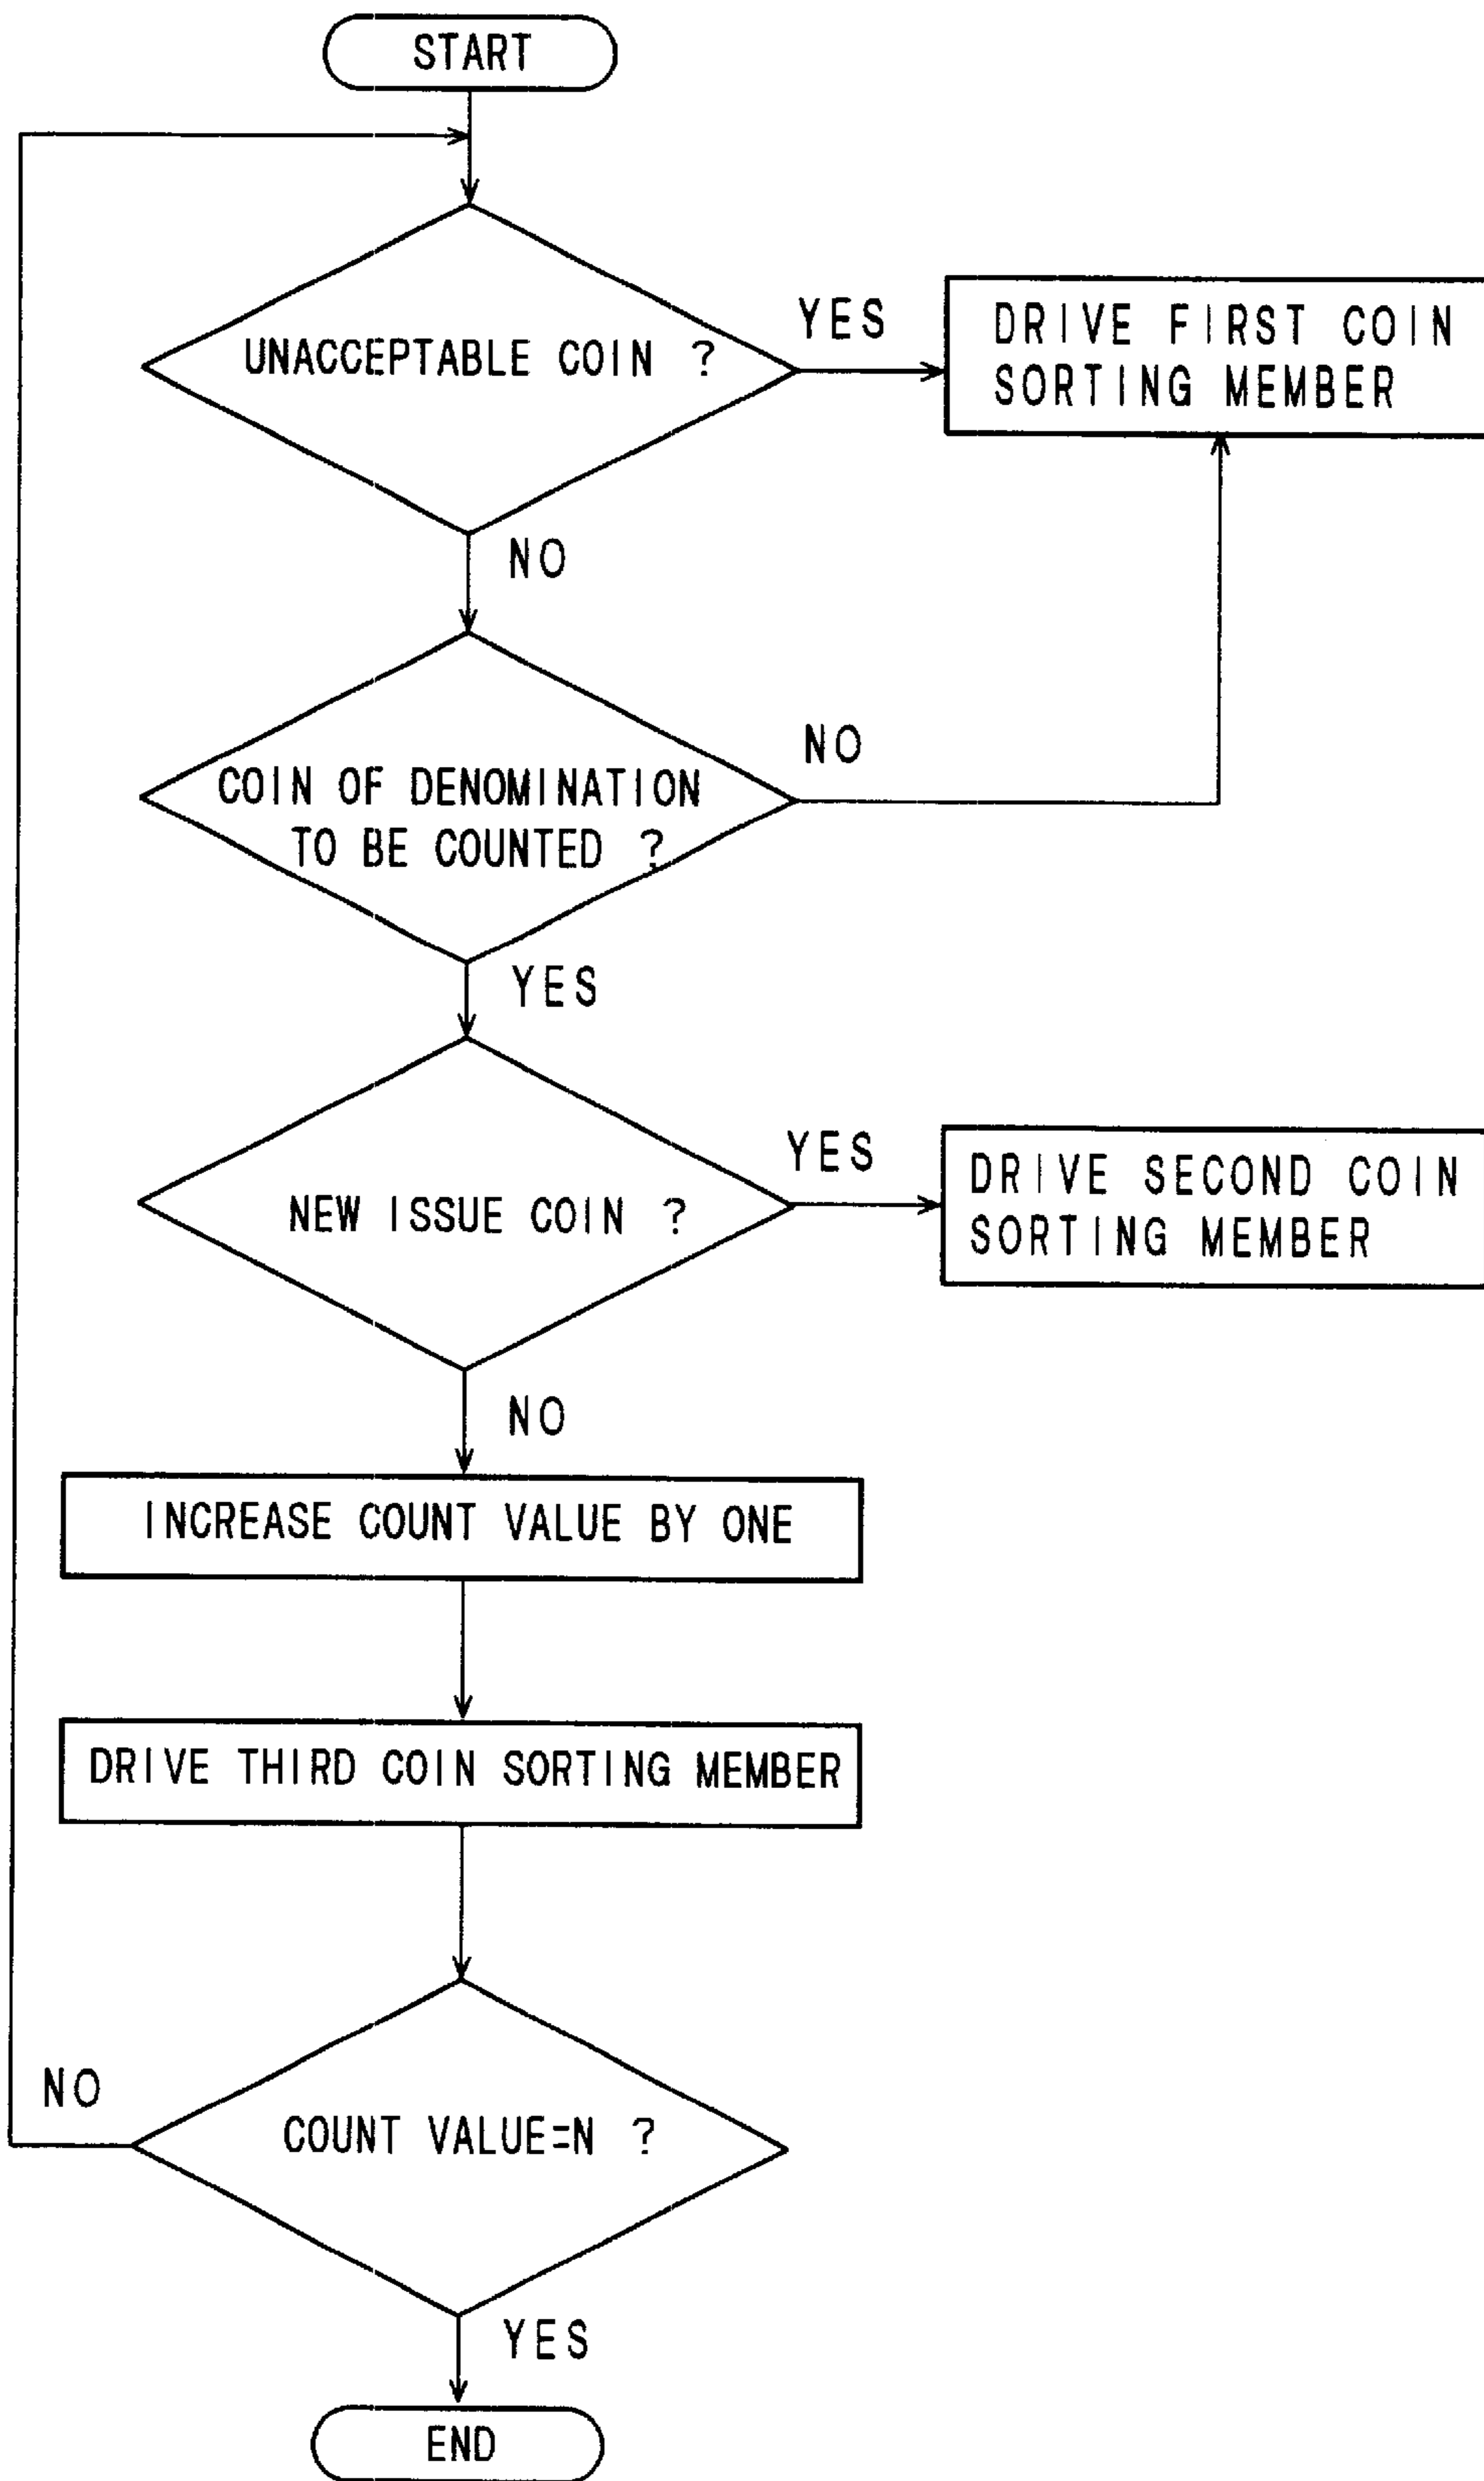 START
UNACCEPTABLE COIN ?
YES
DRIVE FIRST COIN
SORTING MEMBER
NO
COIN OF DENOMINATION
TO BE COUNTED ?
NO
YES
NEW ISSUE COIN ?
YES
DRIVE SECOND COIN
SORTING MEMBER
NO
INCREASE COUNT VALUE BY ONE
DRIVE THIRD COIN SORTING MEMBER
COUNT VALUE=N ?
NO
YES
END